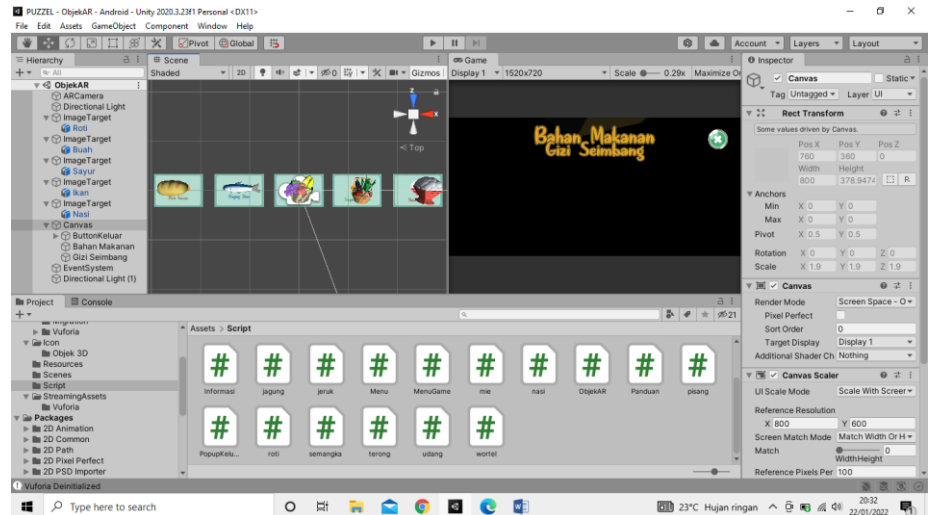 PUZZEL - ObjekAR - Android - Unity 2020.3.23f1 Personal <DX11>
File Edit Assets GameObject Component Window Help
Pivot Global
Account Layers Layout
Hierarchy
All
ObjekAR
ARCamera
Directional Light
ImageTarget
Roti
ImageTarget
Buah
ImageTarget
Sayur
ImageTarget
Ikan
ImageTarget
Nasi
Canvas
ButtonKeluar
Bahan Makanan
Gizi Seimbang
EventSystem
Directional Light (1)
Scene
Shaded 2D 0 Gizmos
z
x
< Top
Game
Display 1 1520x720 Scale 0.29x Maximize O
Bahan Makanan
Gizi Seimbang
X
Inspector
Canvas Static
Tag Untagged Layer UI
Rect Transform
Some values driven by Canvas.
Pos X Pos Y Pos Z
760 360 0
Width Height
800 378.9474 R
Anchors
Min X 0 Y 0
Max X 0 Y 0
Pivot X 0.5 Y 0.5
Rotation X 0 Y 0 Z 0
Scale X 1.9 Y 1.9 Z 1.9
Canvas
Render Mode Screen Space - O
Pixel Perfect
Sort Order 0
Target Display Display 1
Additional Shader Ch Nothing
Canvas Scaler
UI Scale Mode Scale With Screer
Reference Resolution
X 800 Y 600
Screen Match Mode Match Width Or H
Match 0
Width Height
Reference Pixels Per 100
Project Console
21
Vuforia
Icon
Objek 3D
Resources
Scenes
Script
StreamingAssets
Vuforia
Packages
2D Animation
2D Common
2D Path
2D Pixel Perfect
2D PSD Importer
Assets > Script
# # # # # # # # # #
Informasi jagung jeruk Menu MenuGame mie nasi ObjekAR Panduan pisang
# # # # # #
PopupKelu... roti semangka terong udang wortel
Vuforia Deinitialized
Type here to search
23°C Hujan ringan
20:32
22/01/2022